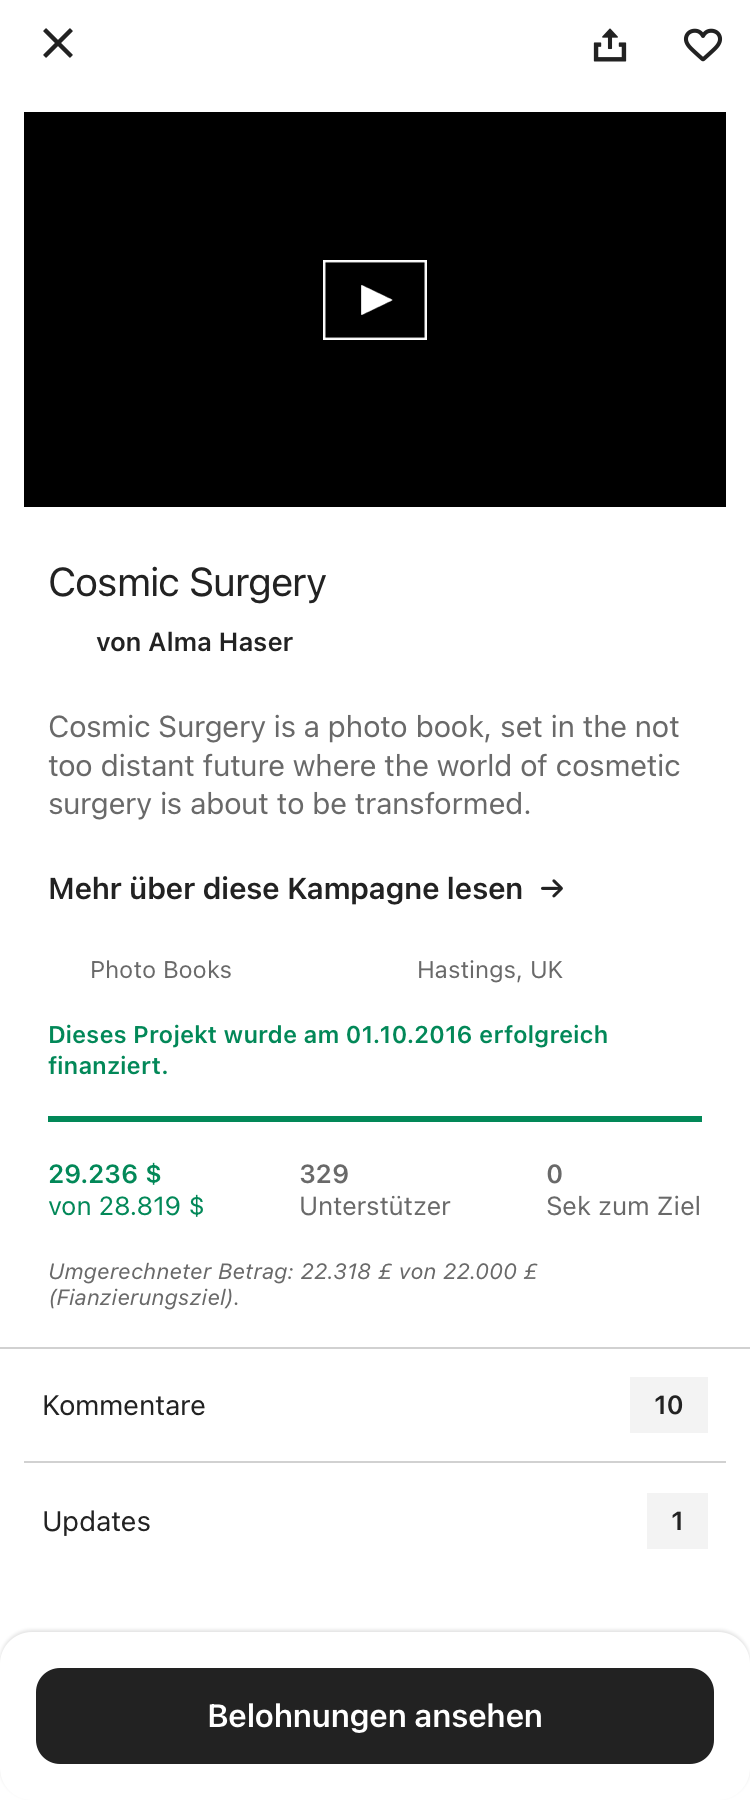 Cosmic Surgery
von Alma Haser
Cosmic Surgery is a photo book, set in the not
too distant future where the world of cosmetic
surgery is about to be transformed.
Mehr über diese Kampagne lesen →
Photo Books
Hastings, UK
Dieses Projekt wurde am 01.10.2016 erfolgreich
finanziert.
29.236 $
von 28.819 $
329
Unterstützer
0
Sek zum Ziel
Umgerechneter Betrag: 22.318 £ von 22.000 £
(Fianzierungsziel).
Kommentare
10
Updates
1
Belohnungen ansehen